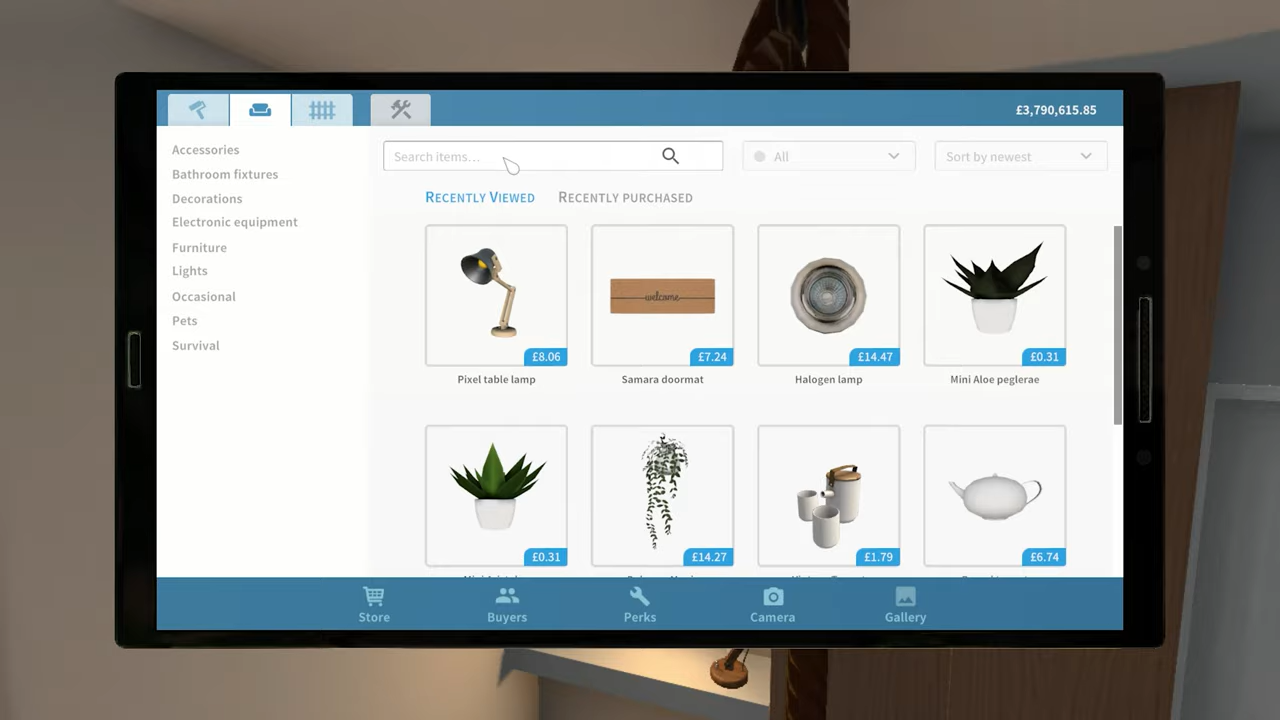 £3,790,615.85
Accessories
Bathroom fixtures
Decorations
Electronic equipment
Furniture
Lights
Occasional
Pets
Survival
Search items...
All
Sort by newest
RECENTLY VIEWED
RECENTLY PURCHASED
£8.06
welcome
£7.24
£14.47
£0.31
Pixel table lamp
Samara doormat
Halogen lamp
Mini Aloe peglerae
£0.31
£14.27
£1.79
£6.74
Store
Buyers
Perks
Camera
Gallery